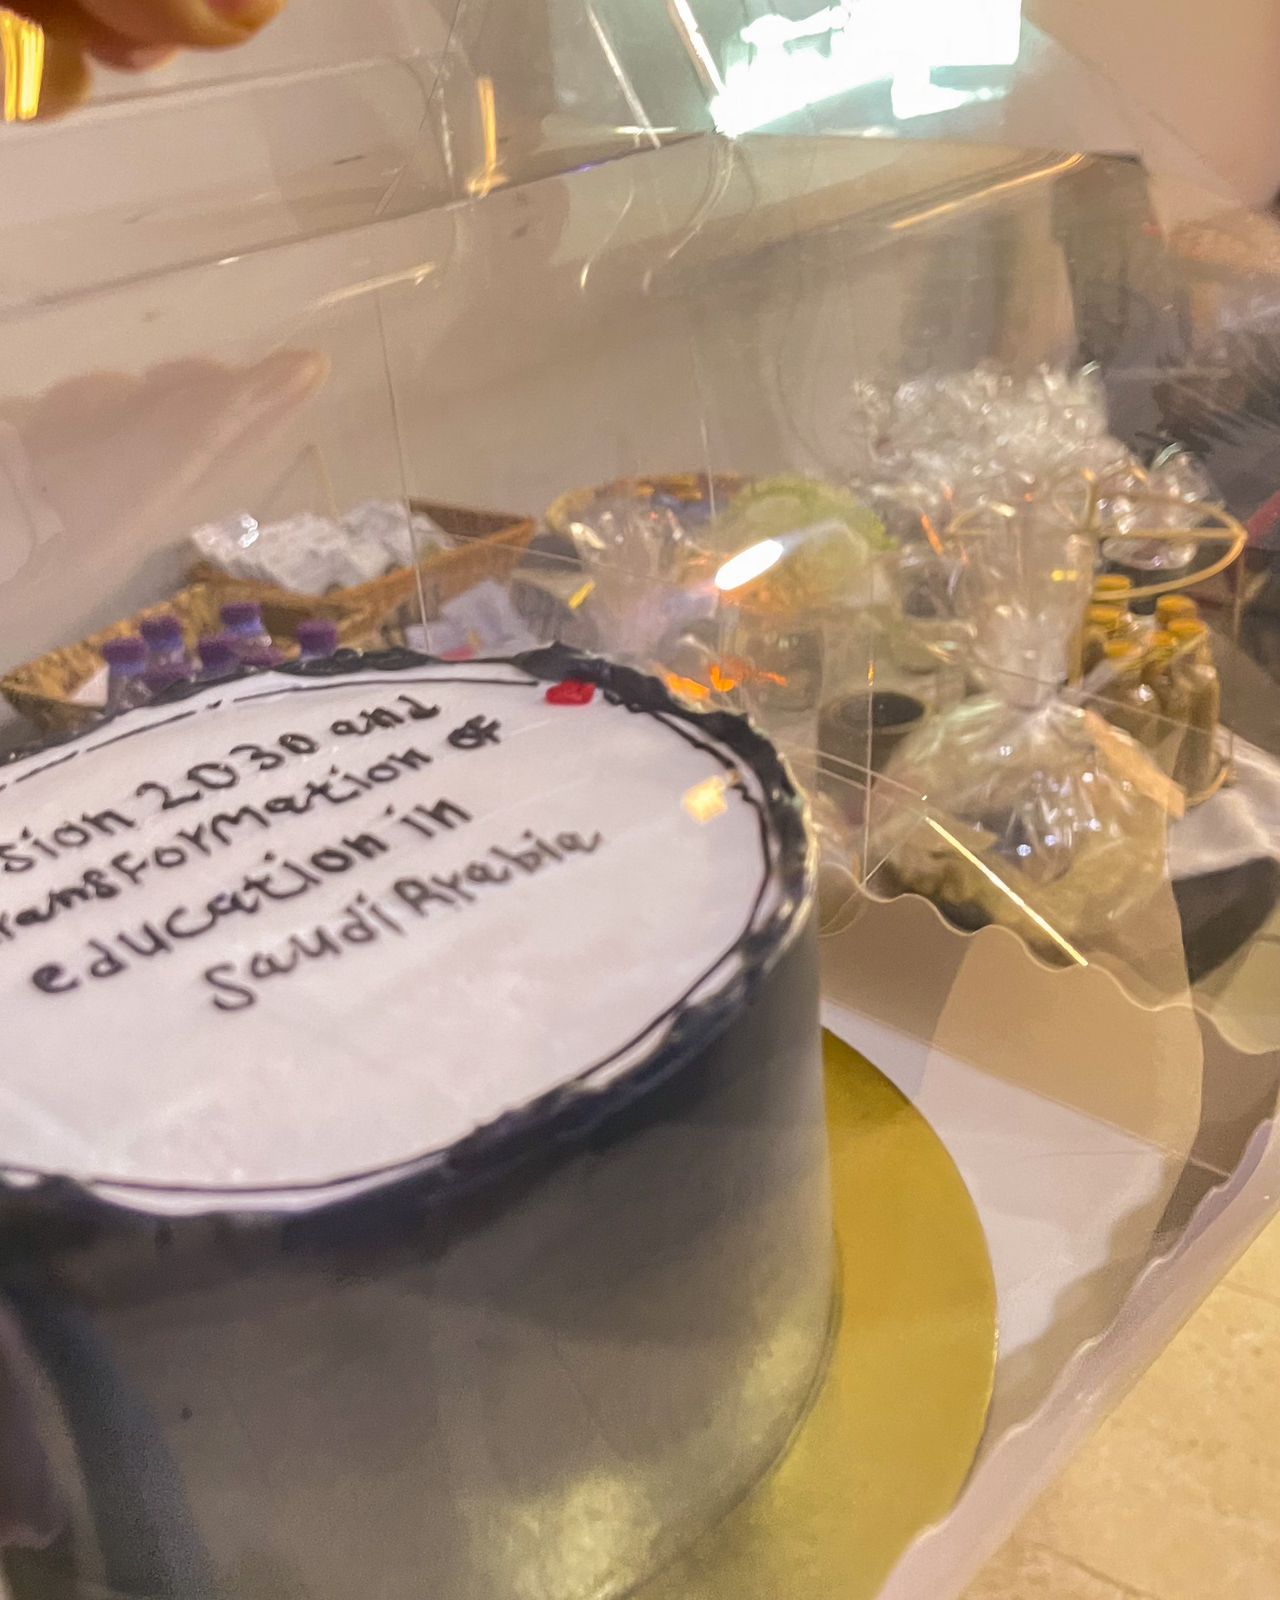 sion 2030 and
ransformation of
education in
Saudi Arabia